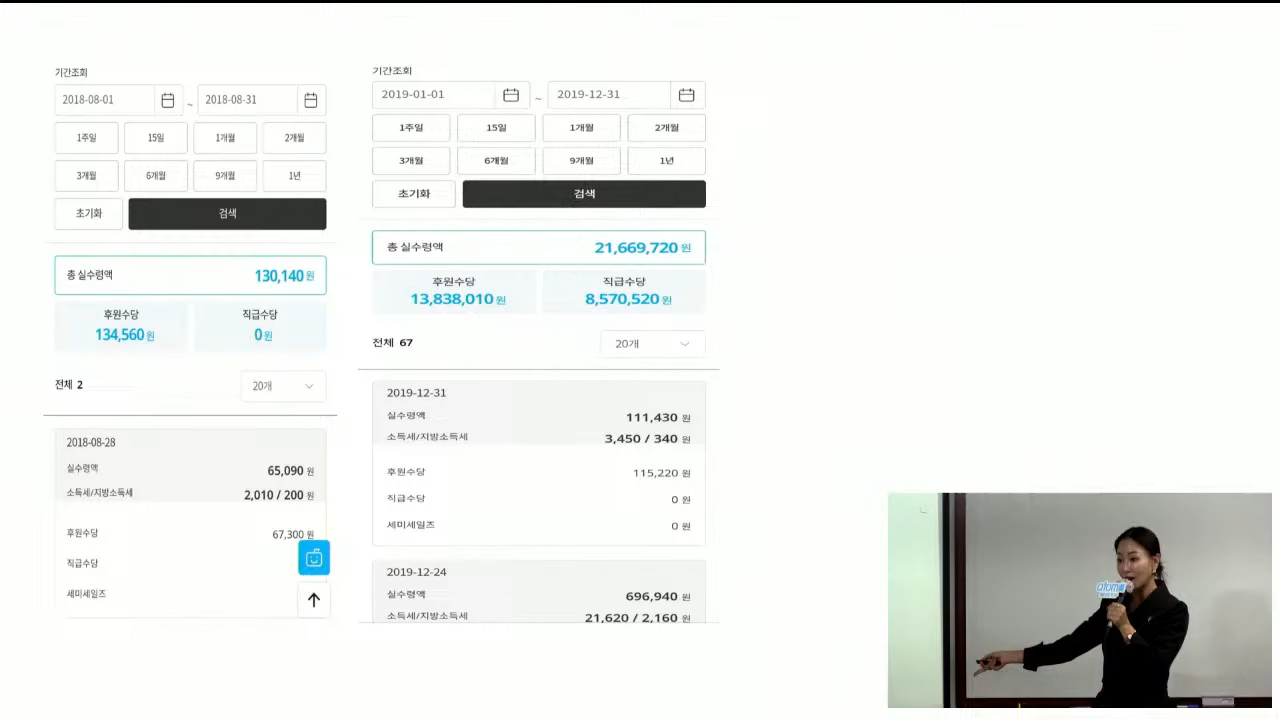 기간조회
2018-08-01 ~ 2018-08-31
1주일 15일 1개월 2개월
3개월 6개월 9개월 1년
초기화 검색
총 실수령액 130,140 원
후원수당 직급수당
134,560 원 0 원
전체 2 20개
2018-08-28
실수령액 65,090 원
소득세/지방소득세 2,010 / 200 원
후원수당 67,300 원
직급수당
세미세일즈
기간조회
2019-01-01 ~ 2019-12-31
1주일 15일 1개월 2개월
3개월 6개월 9개월 1년
초기화 검색
총 실수령액 21,669,720 원
후원수당 직급수당
13,838,010 원 8,570,520 원
전체 67 20개
2019-12-31
실수령액 111,430 원
소득세/지방소득세 3,450 / 340 원
후원수당 115,220 원
직급수당 0 원
세미세일즈 0 원
2019-12-24
실수령액 696,940 원
소득세/지방소득세 21,620 / 2,160 원
atom美